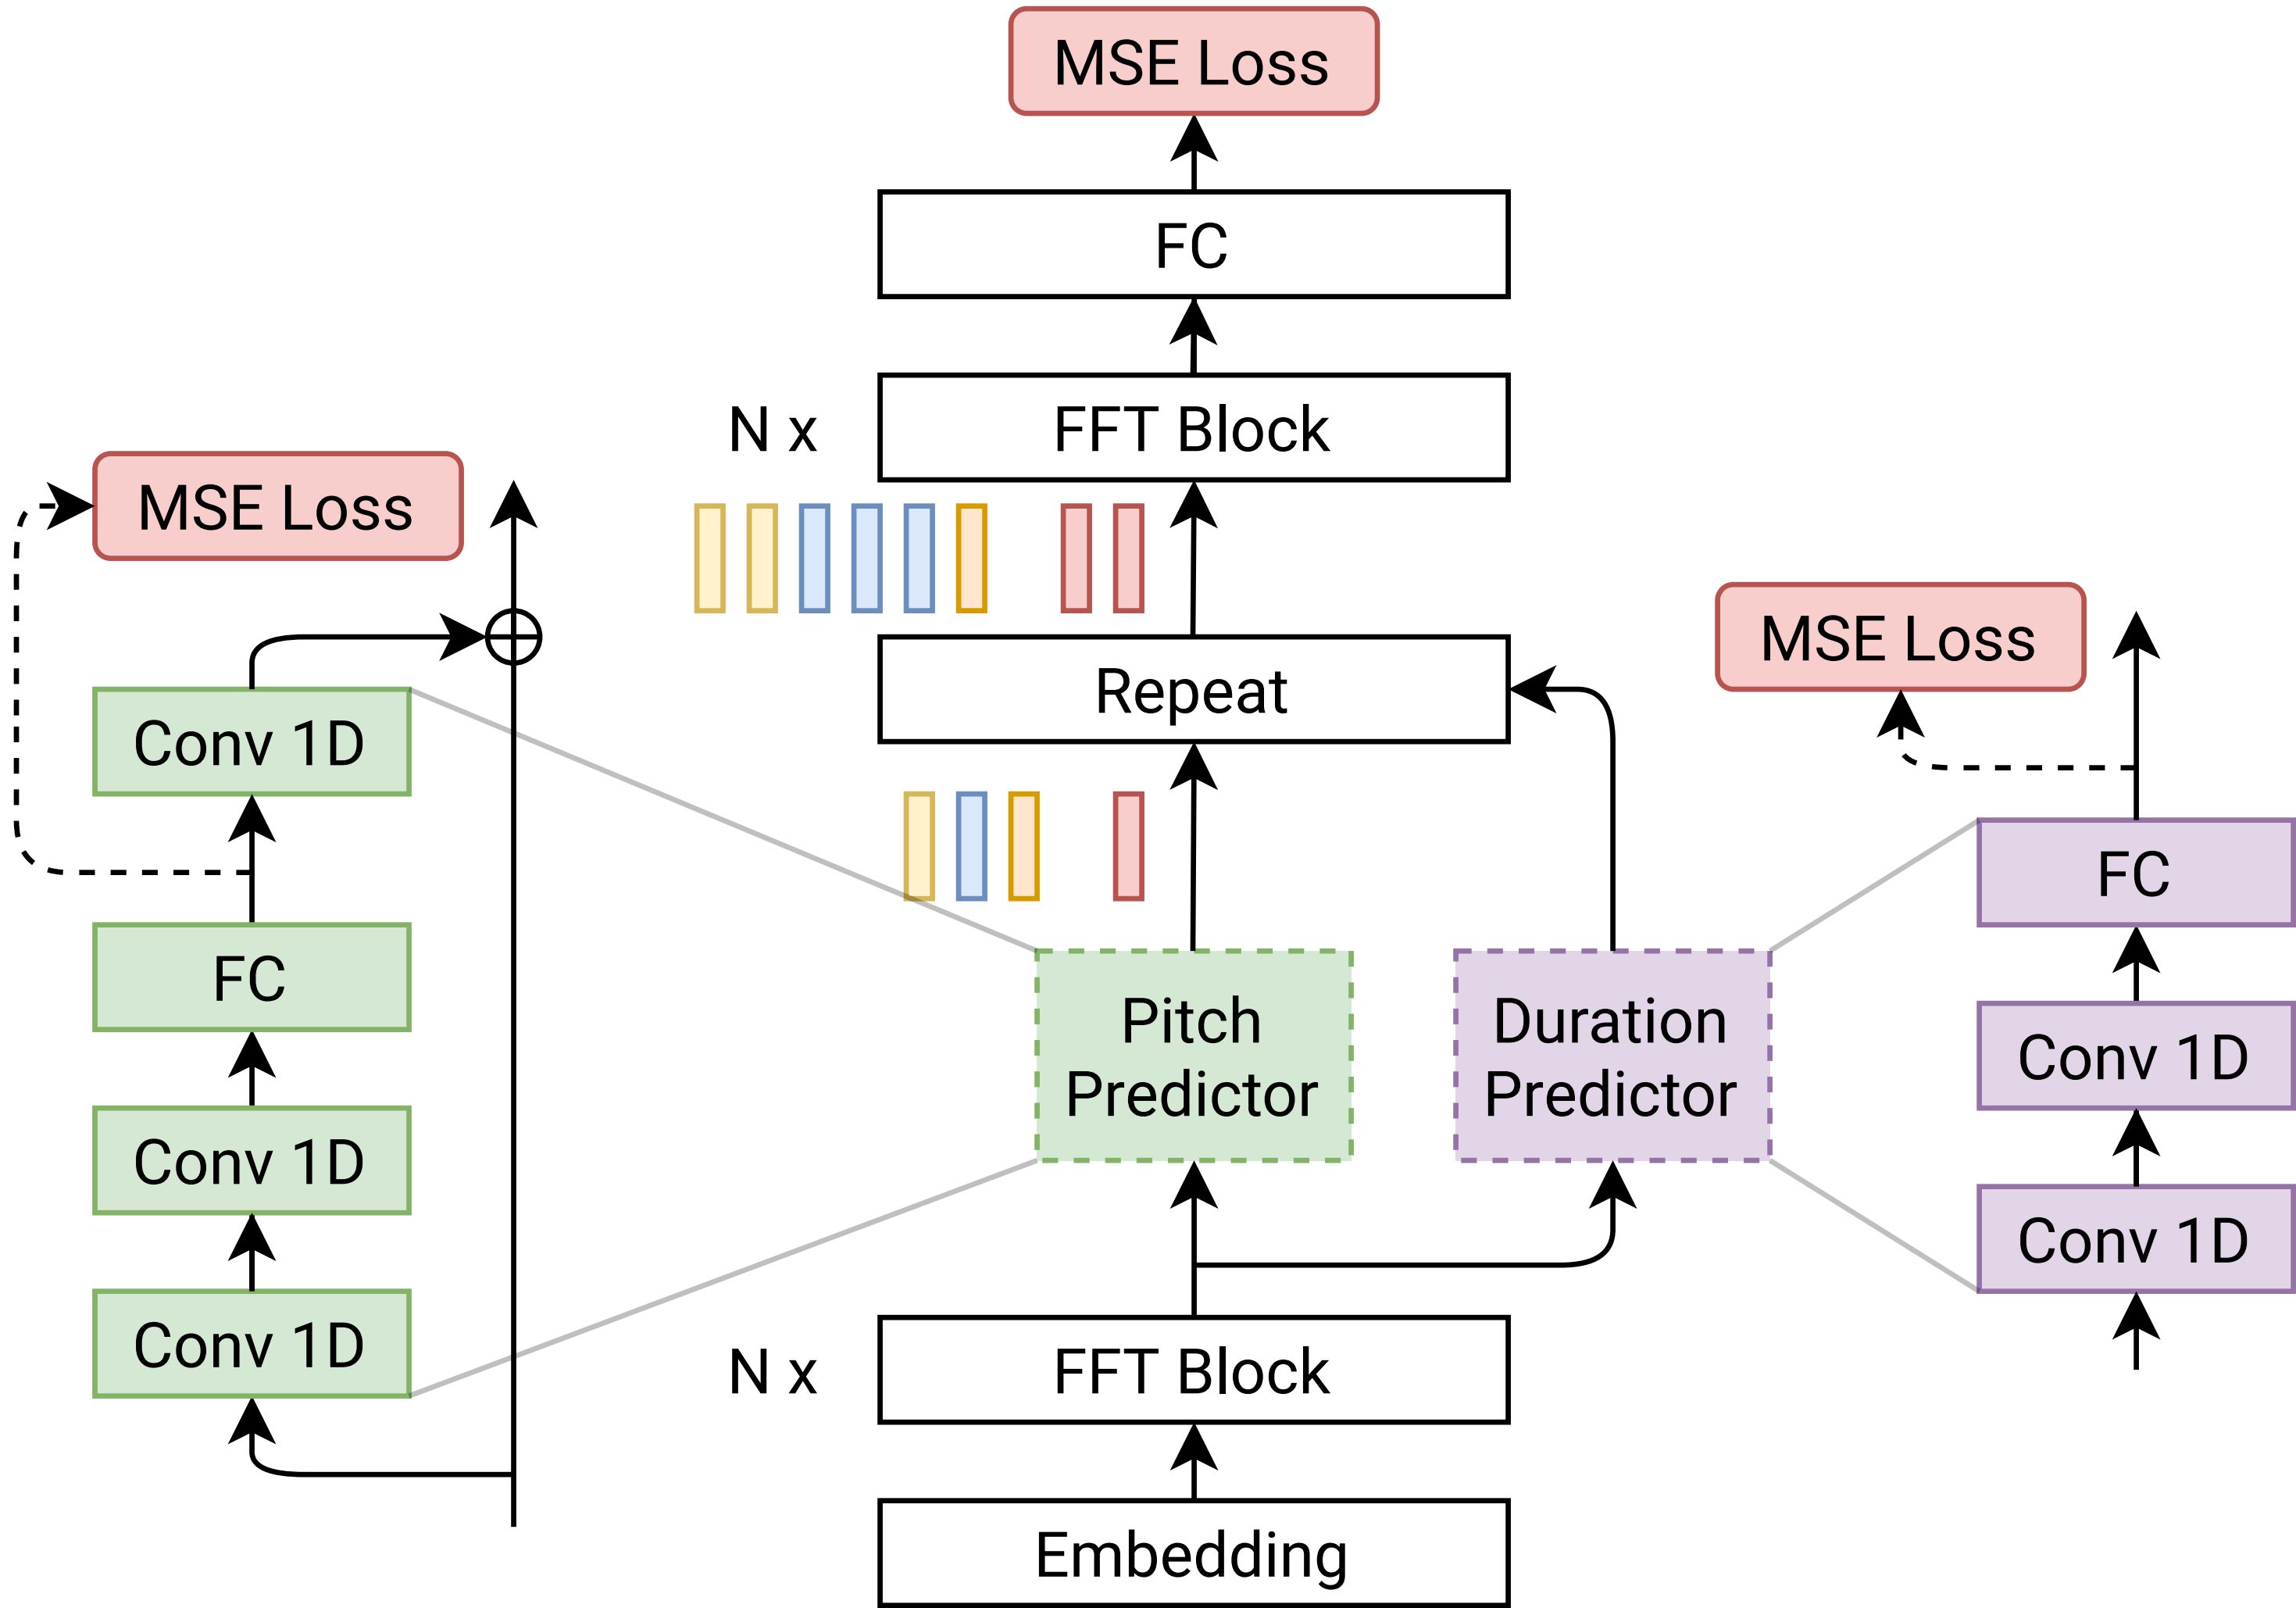 MSE Loss
FC
N x
FFT Block
MSE Loss
Repeat
MSE Loss
Conv 1D
FC
FC
Pitch
Predictor
Duration
Predictor
Conv 1D
Conv 1D
Conv 1D
Conv 1D
N x
FFT Block
Embedding